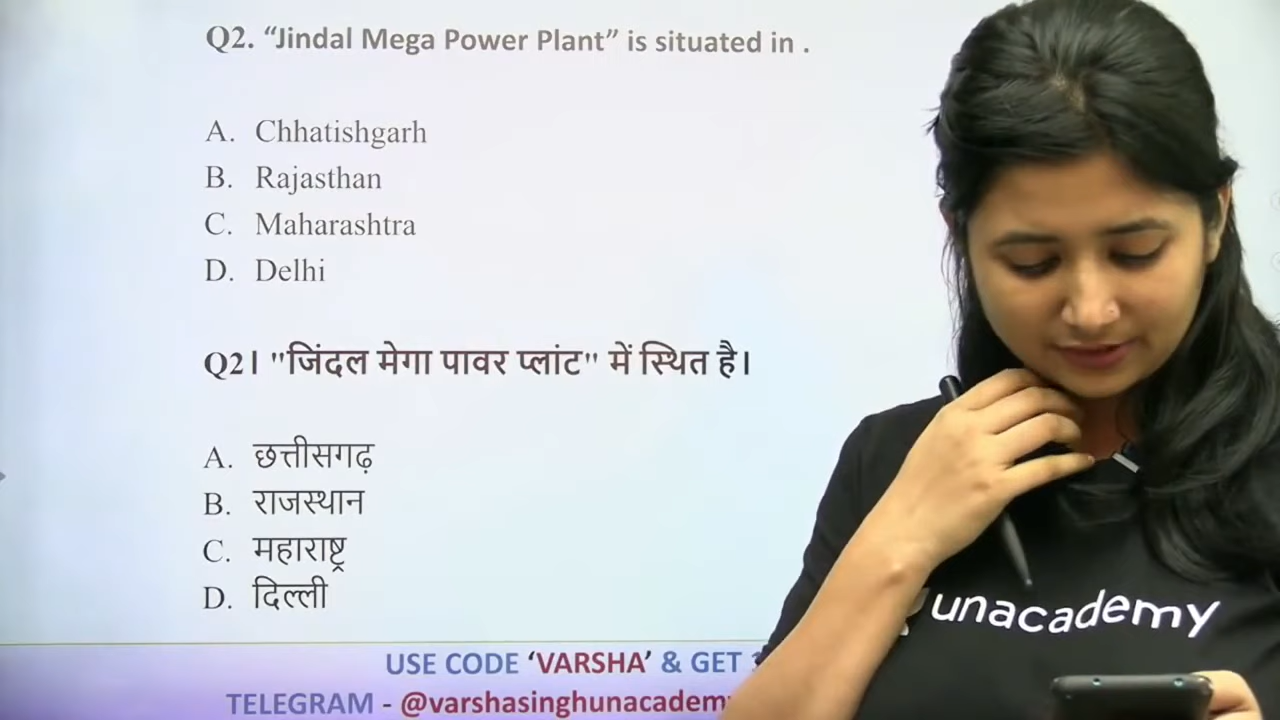 Q2. “Jindal Mega Power Plant” is situated in .
A. Chhatishgarh
B. Rajasthan
C. Maharashtra
D. Delhi
Q2। "जिंदल मेगा पावर प्लांट" में स्थित है।
A. छत्तीसगढ़
B. राजस्थान
C. महाराष्ट्र
D. दिल्ली
USE CODE ‘VARSHA’ & GET
TELEGRAM - @varshasinghunacadem
unacademy